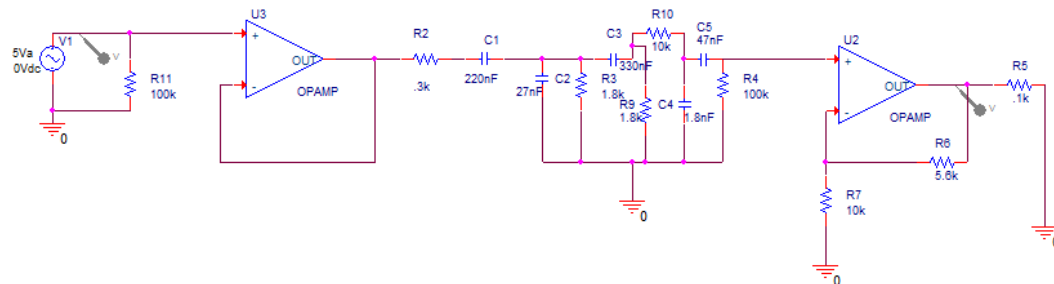 5Va
0Vdc
V1
V
R11
100k
0
U3
+
-
OUT
OPAMP
R2
.3k
C1
220nF
C2
27nF
R3
1.8k
C3
330nF
R10
10k
R9
1.8k
C4
1.8nF
C5
47nF
R4
100k
0
U2
+
-
OUT
OPAMP
V
R5
.1k
R6
5.6k
R7
10k
0
0